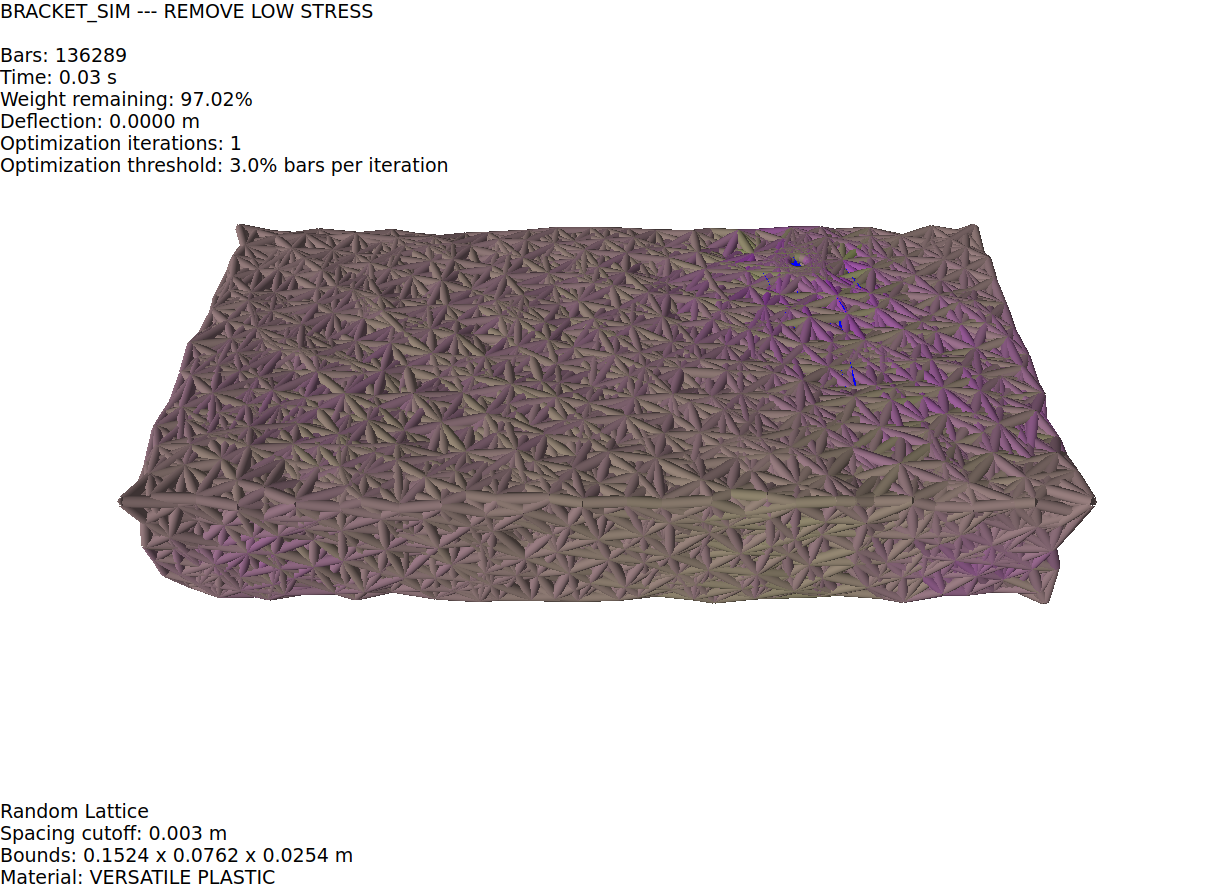 BRACKET_SIM --- REMOVE LOW STRESS
Bars: 136289
Time: 0.03 s
Weight remaining: 97.02%
Deflection: 0.0000 m
Optimization iterations: 1
Optimization threshold: 3.0% bars per iteration
Random Lattice
Spacing cutoff: 0.003 m
Bounds: 0.1524 x 0.0762 x 0.0254 m
Material: VERSATILE PLASTIC